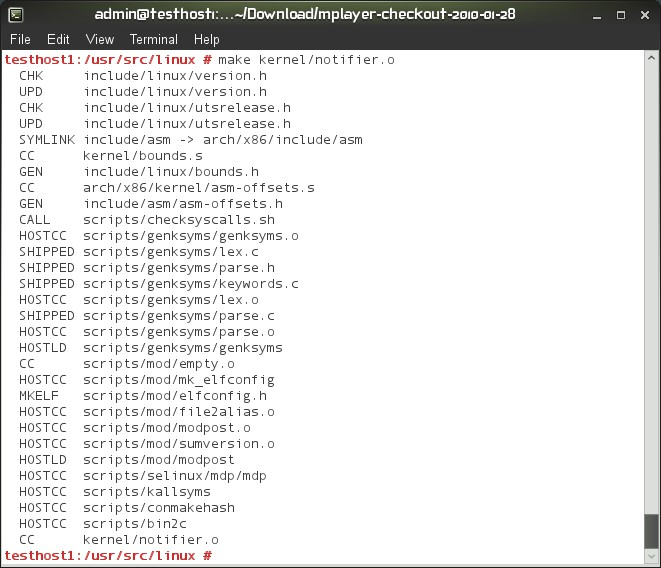 admin@testhost1:...~/Download/mplayer-checkout-2010-01-28
File Edit View Terminal Help
testhost1:/usr/src/linux # make kernel/notifier.o
CHK include/linux/version.h
UPD include/linux/version.h
CHK include/linux/utsrelease.h
UPD include/linux/utsrelease.h
SYMLINK include/asm -> arch/x86/include/asm
CC kernel/bounds.s
GEN include/linux/bounds.h
CC arch/x86/kernel/asm-offsets.s
GEN include/asm/asm-offsets.h
CALL scripts/checksyscalls.sh
HOSTCC scripts/genksyms/genksyms.o
SHIPPED scripts/genksyms/lex.c
SHIPPED scripts/genksyms/parse.h
SHIPPED scripts/genksyms/keywords.c
HOSTCC scripts/genksyms/lex.o
SHIPPED scripts/genksyms/parse.c
HOSTCC scripts/genksyms/parse.o
HOSTLD scripts/genksyms/genksyms
CC scripts/mod/empty.o
HOSTCC scripts/mod/mk_elfconfig
MKELF scripts/mod/elfconfig.h
HOSTCC scripts/mod/file2alias.o
HOSTCC scripts/mod/modpost.o
HOSTCC scripts/mod/sumversion.o
HOSTLD scripts/mod/modpost
HOSTCC scripts/selinux/mdp/mdp
HOSTCC scripts/kallsyms
HOSTCC scripts/conmakehash
HOSTCC scripts/bin2c
CC kernel/notifier.o
testhost1:/usr/src/linux #